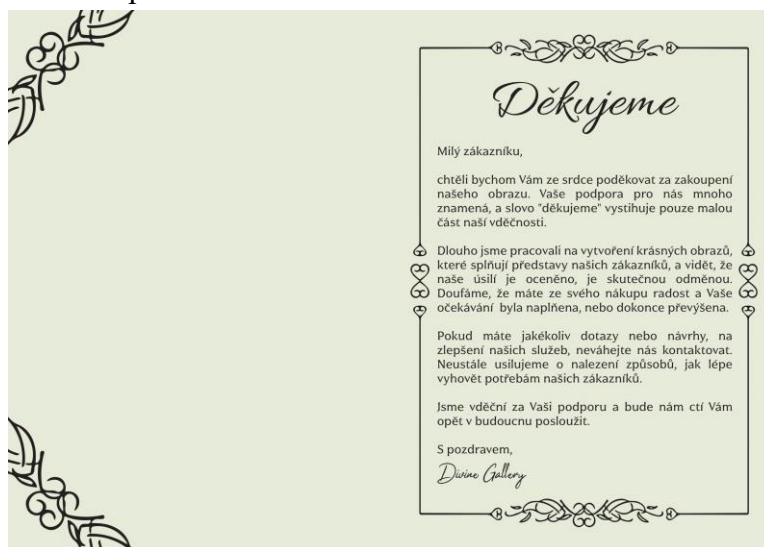 Děkujeme
Milý zákazníku,
chtěli bychom Vám ze srdce poděkovat za zakoupení
našeho obrazu. Vaše podpora pro nás mnoho
znamená, a slovo "děkujeme" vystihuje pouze malou
část naší vděčnosti.
Dlouho jsme pracovali na vytvoření krásných obrazů,
které splňují představy našich zákazníků, a vidět, že
naše úsilí je oceněno, je skutečnou odměnou.
Doufáme, že máte ze svého nákupu radost a Vaše
očekávání byla naplňena, nebo dokonce převýšena.
Pokud máte jakékoliv dotazy nebo návrhy, na
zlepšení našich služeb, neváhejte nás kontaktovat.
Neustále usilujeme o nalezení způsobů, jak lépe
vyhovět potřebám našich zákazníků.
Jsme vděční za Vaši podporu a bude nám ctí Vám
opět v budoucnu posloužit.
S pozdravem,
Divine Gallery